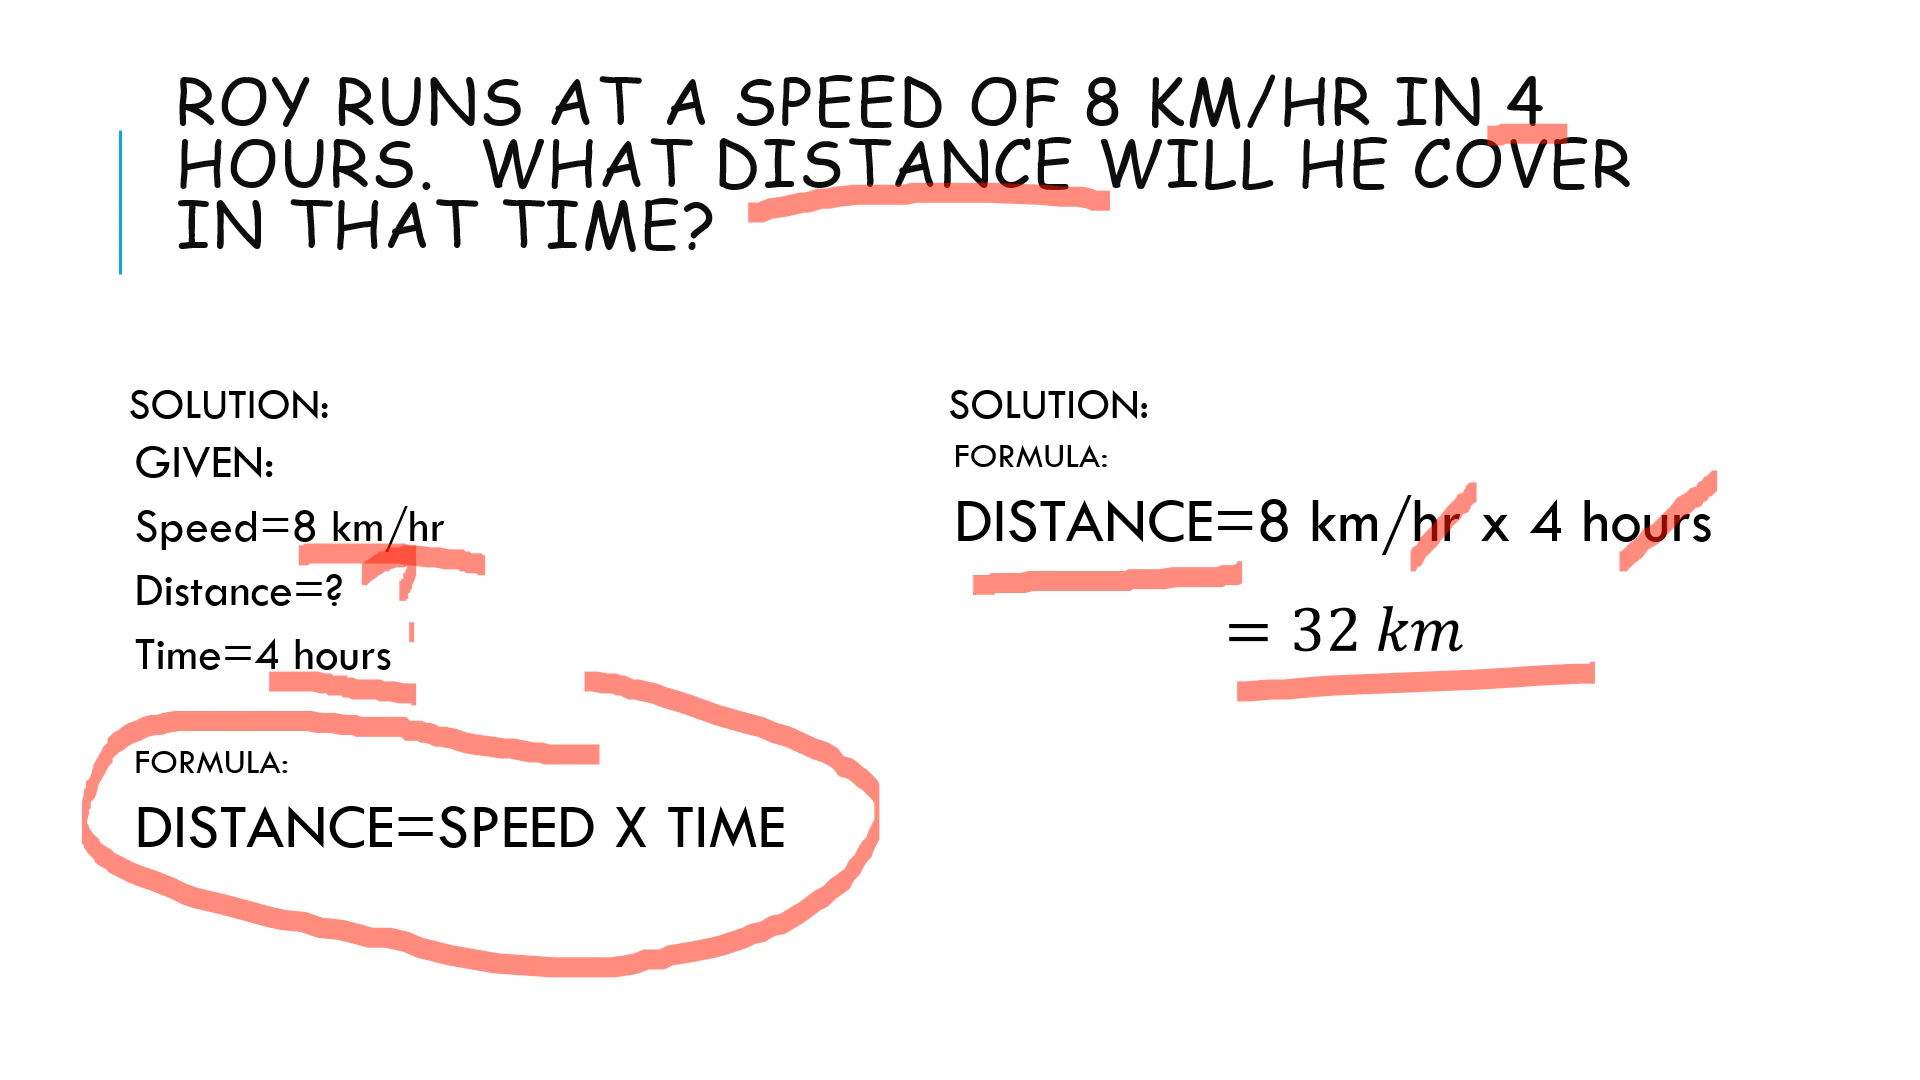 ROY RUNS AT A SPEED OF 8 KM/HR IN 4
HOURS. WHAT DISTANCE WILL HE COVER
IN THAT TIME?
SOLUTION:
GIVEN:
Speed=8 km/hr
Distance=?
Time=4 hours
FORMULA:
DISTANCE=SPEED X TIME
SOLUTION:
FORMULA:
DISTANCE=8 km/hr x 4 hours
= 32 km